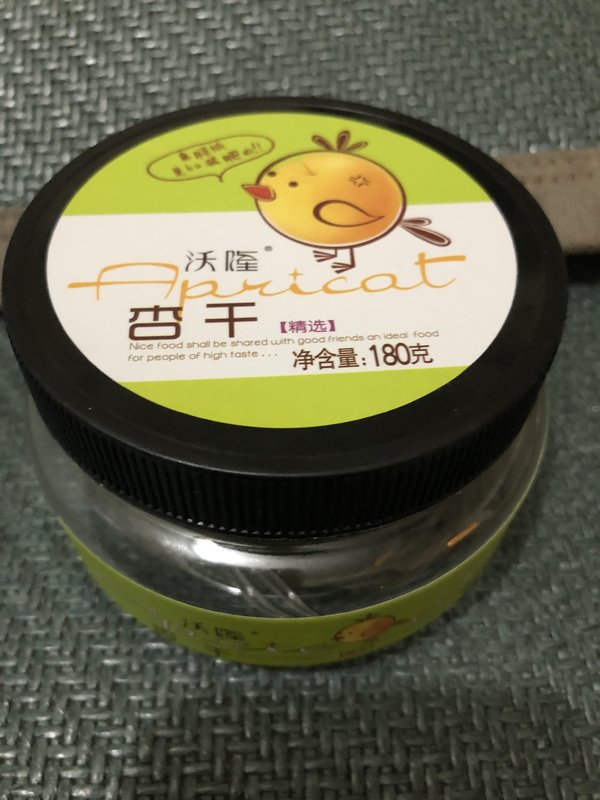 沃隆®
Apricat
杏干【精选】
Nice food shall be shared with good friends an ideal food
for people of high taste . . .
净含量:180克
沃隆®